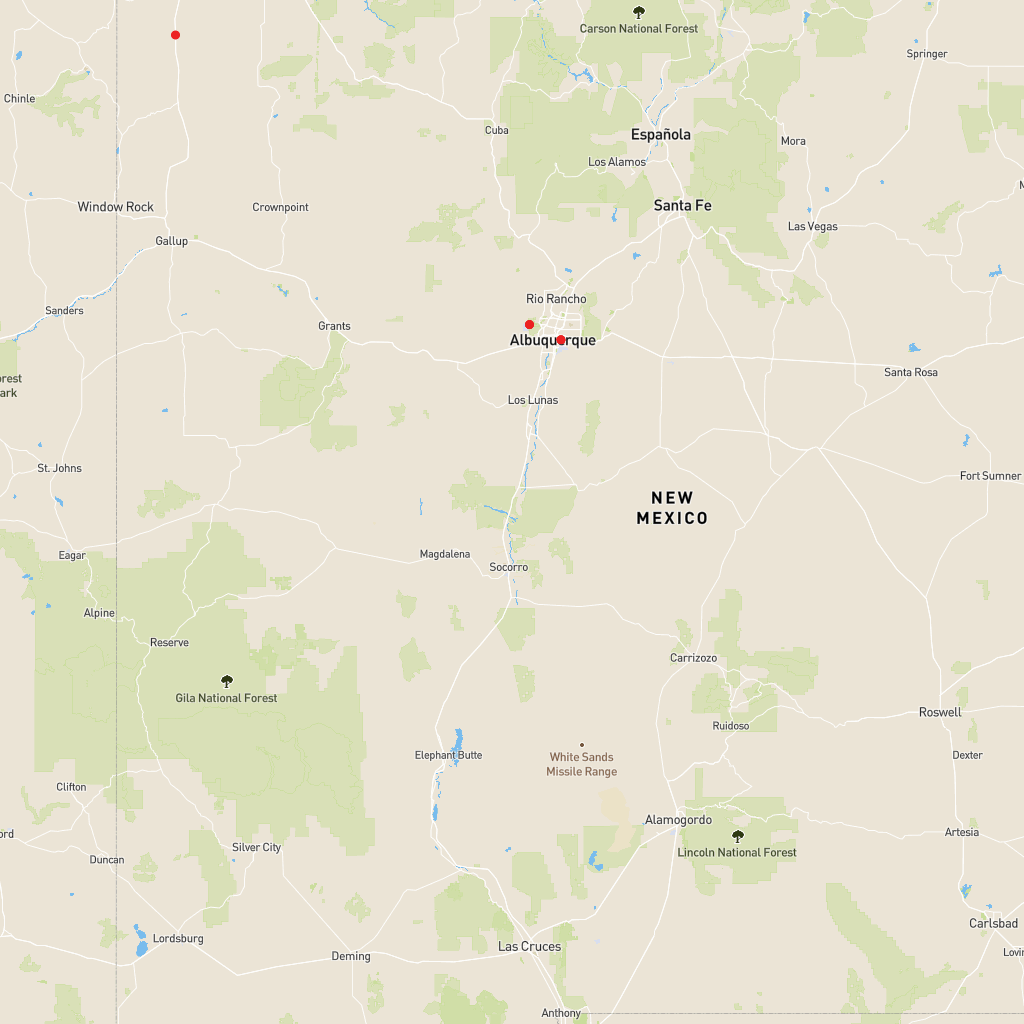 Carson National Forest
Springer
Chinle
Cuba
Española
Mora
Los Alamos
Santa Fe
Window Rock
Crownpoint
Las Vegas
Gallup
Rio Rancho
Sanders
Grants
Albuquerque
Santa Rosa
orest
ark
Los Lunas
St. Johns
Fort Sumner
NEW
MEXICO
Eagar
Magdalena
Socorro
Alpine
Reserve
Carrizozo
Gila National Forest
Roswell
Ruidoso
Elephant Butte
White Sands
Missile Range
Dexter
Clifton
Alamogordo
ord
Artesia
Silver City
Lincoln National Forest
Duncan
Carlsbad
Lordsburg
Las Cruces
Lovin
Deming
Anthony